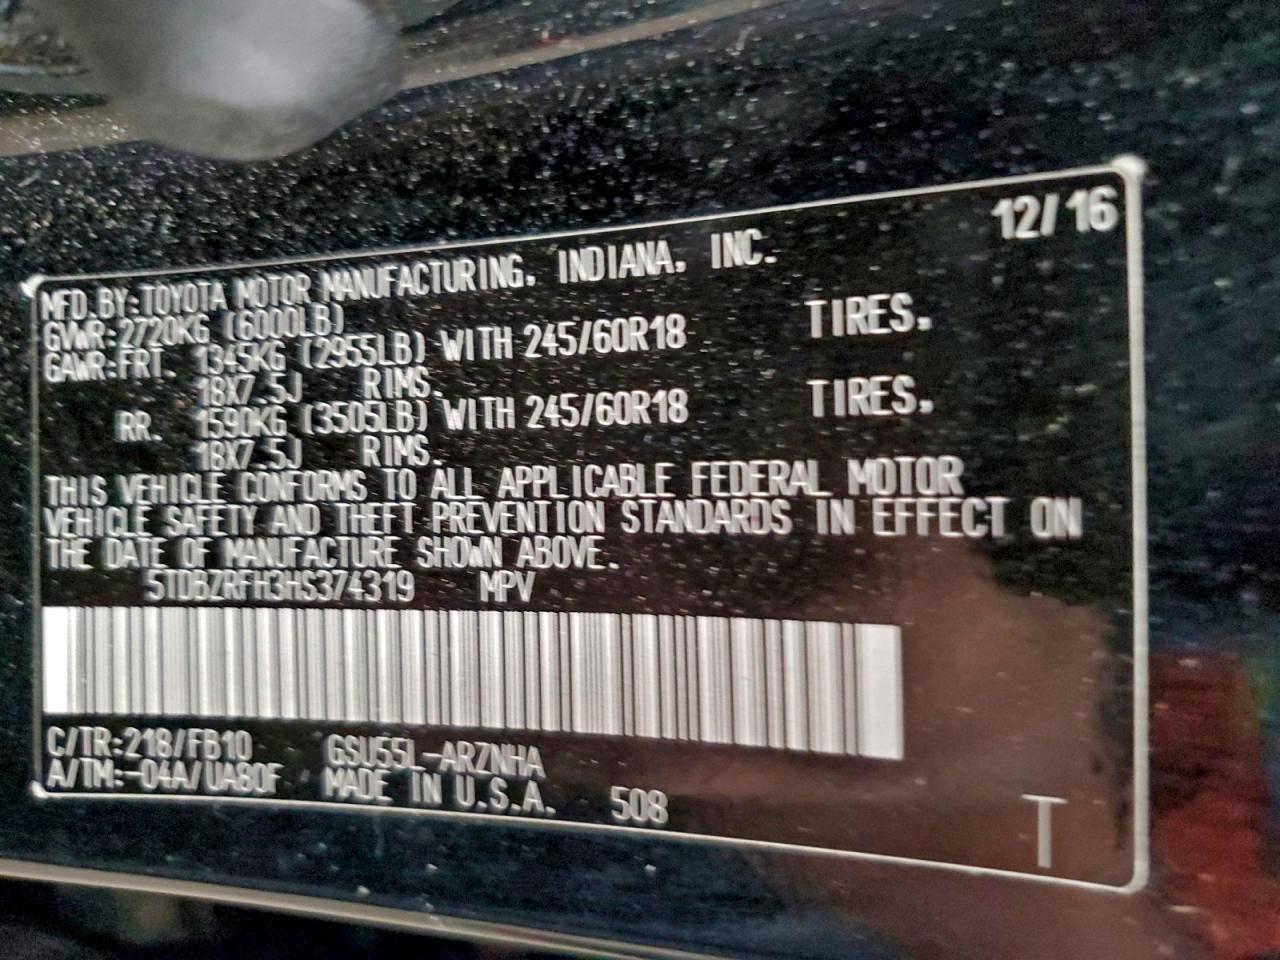 12/16
MFD.BY:TOYOTA MOTOR MANUFACTURING, INDIANA, INC.
GVWR:2720KG (6000LB)
GAWR:FRT. 1345KG (2955LB) WITH 245/60R18 TIRES,
18X7.5J RIMS.
RR. 1590KG (3505LB) WITH 245/60R18 TIRES,
18X7.5J RIMS.
THIS VEHICLE CONFORMS TO ALL APPLICABLE FEDERAL MOTOR
VEHICLE SAFETY AND THEFT PREVENTION STANDARDS IN EFFECT ON
THE DATE OF MANUFACTURE SHOWN ABOVE.
5TDBZRFH3HS374319 MPV
C/TR:218/FB10 GSU55L-ARZNHA
A/TM:-04A/UA80F MADE IN U.S.A. 508
T